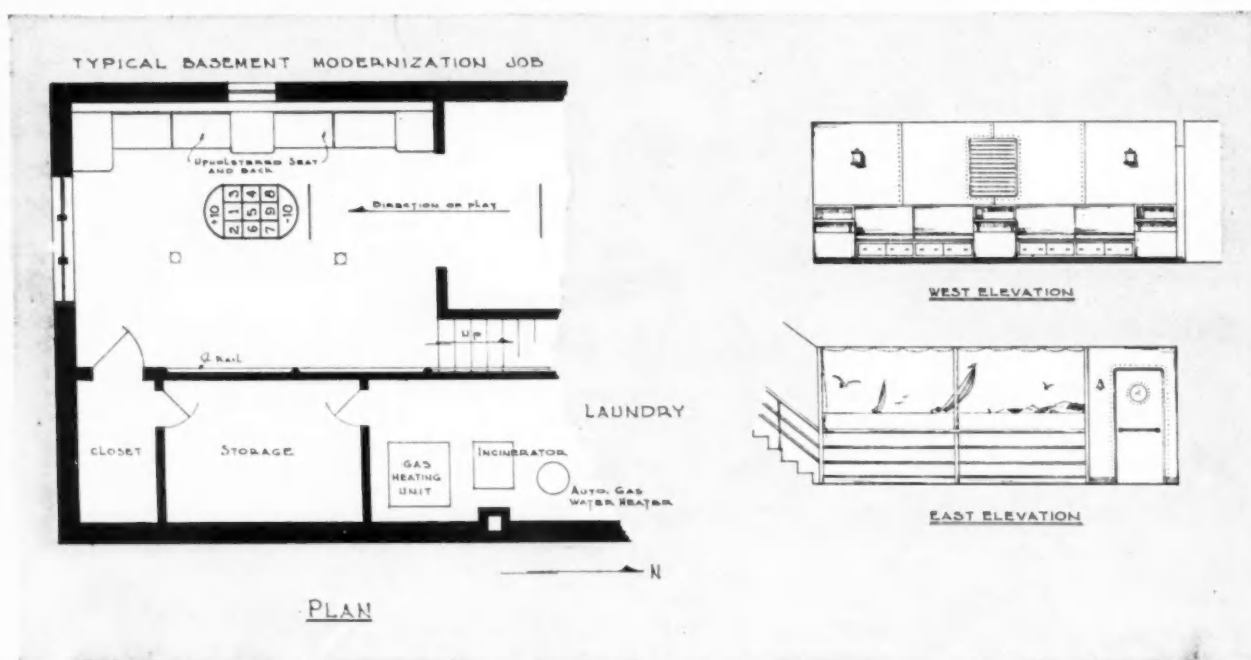 TYPICAL BASEMENT MODERNIZATION JOB
UPHOLSTERED SEAT
AND BACK
+10
2 1 3
6 5 4
7 9 8
-10
DIRECTION OF PLAY
UP
RAIL
CLOSET
STORAGE
GAS
HEATING
UNIT
INCINERATOR
AUTO. GAS
WATER HEATER
LAUNDRY
N
PLAN
WEST ELEVATION
EAST ELEVATION